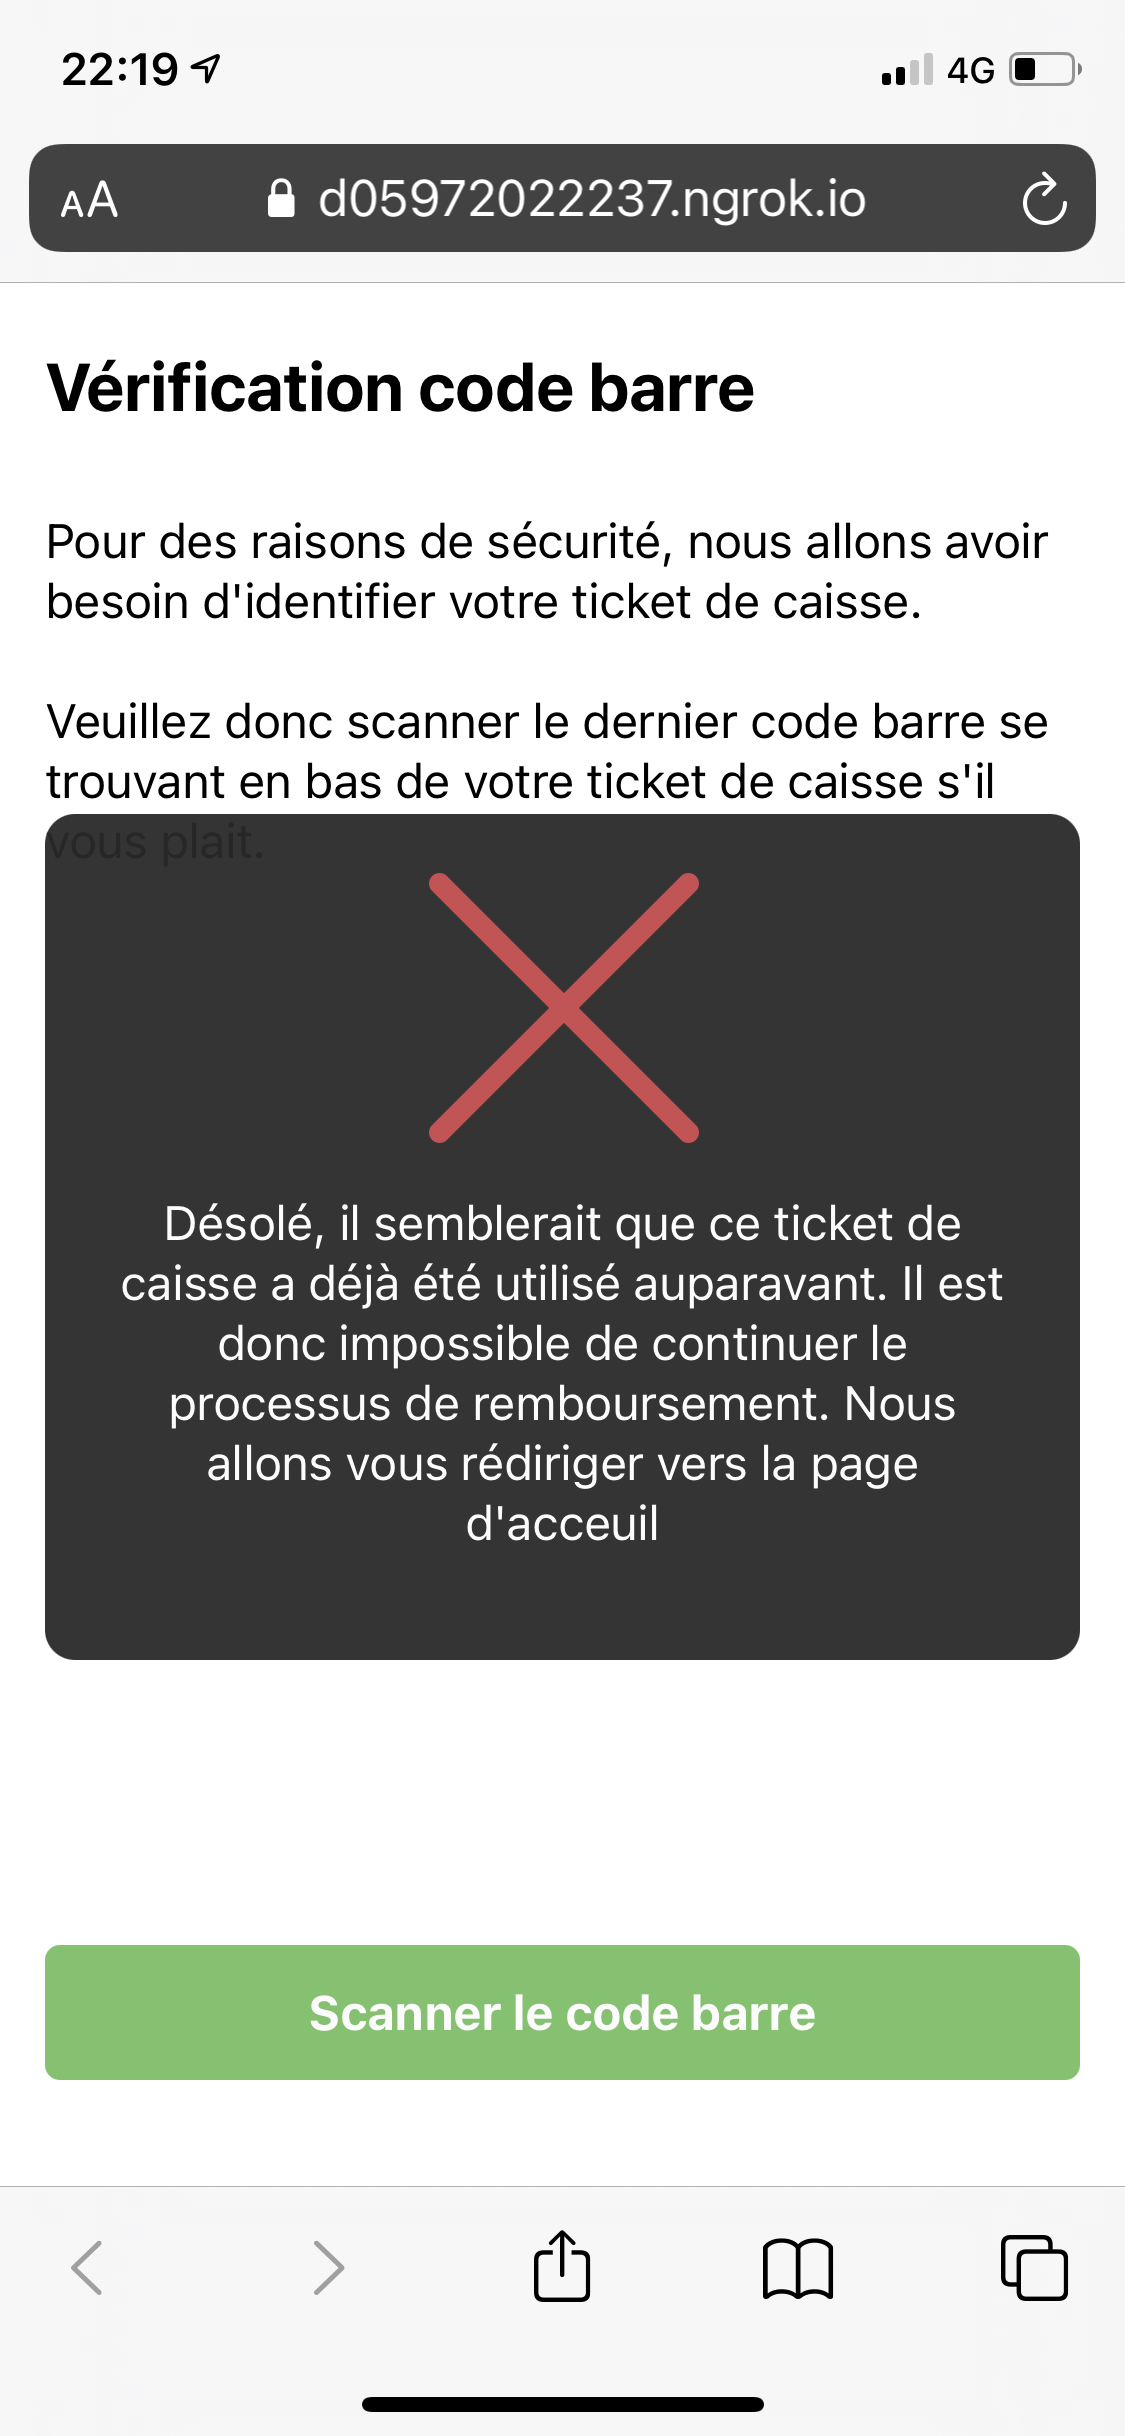 22:19
4G
AA
d05972022237.ngrok.io
Vérification code barre
Pour des raisons de sécurité, nous allons avoir
besoin d'identifier votre ticket de caisse.
Veuillez donc scanner le dernier code barre se
trouvant en bas de votre ticket de caisse s'il
vous plait.
Désolé, il semblerait que ce ticket de
caisse a déjà été utilisé auparavant. Il est
donc impossible de continuer le
processus de remboursement. Nous
allons vous rédiriger vers la page
d'acceuil
Scanner le code barre